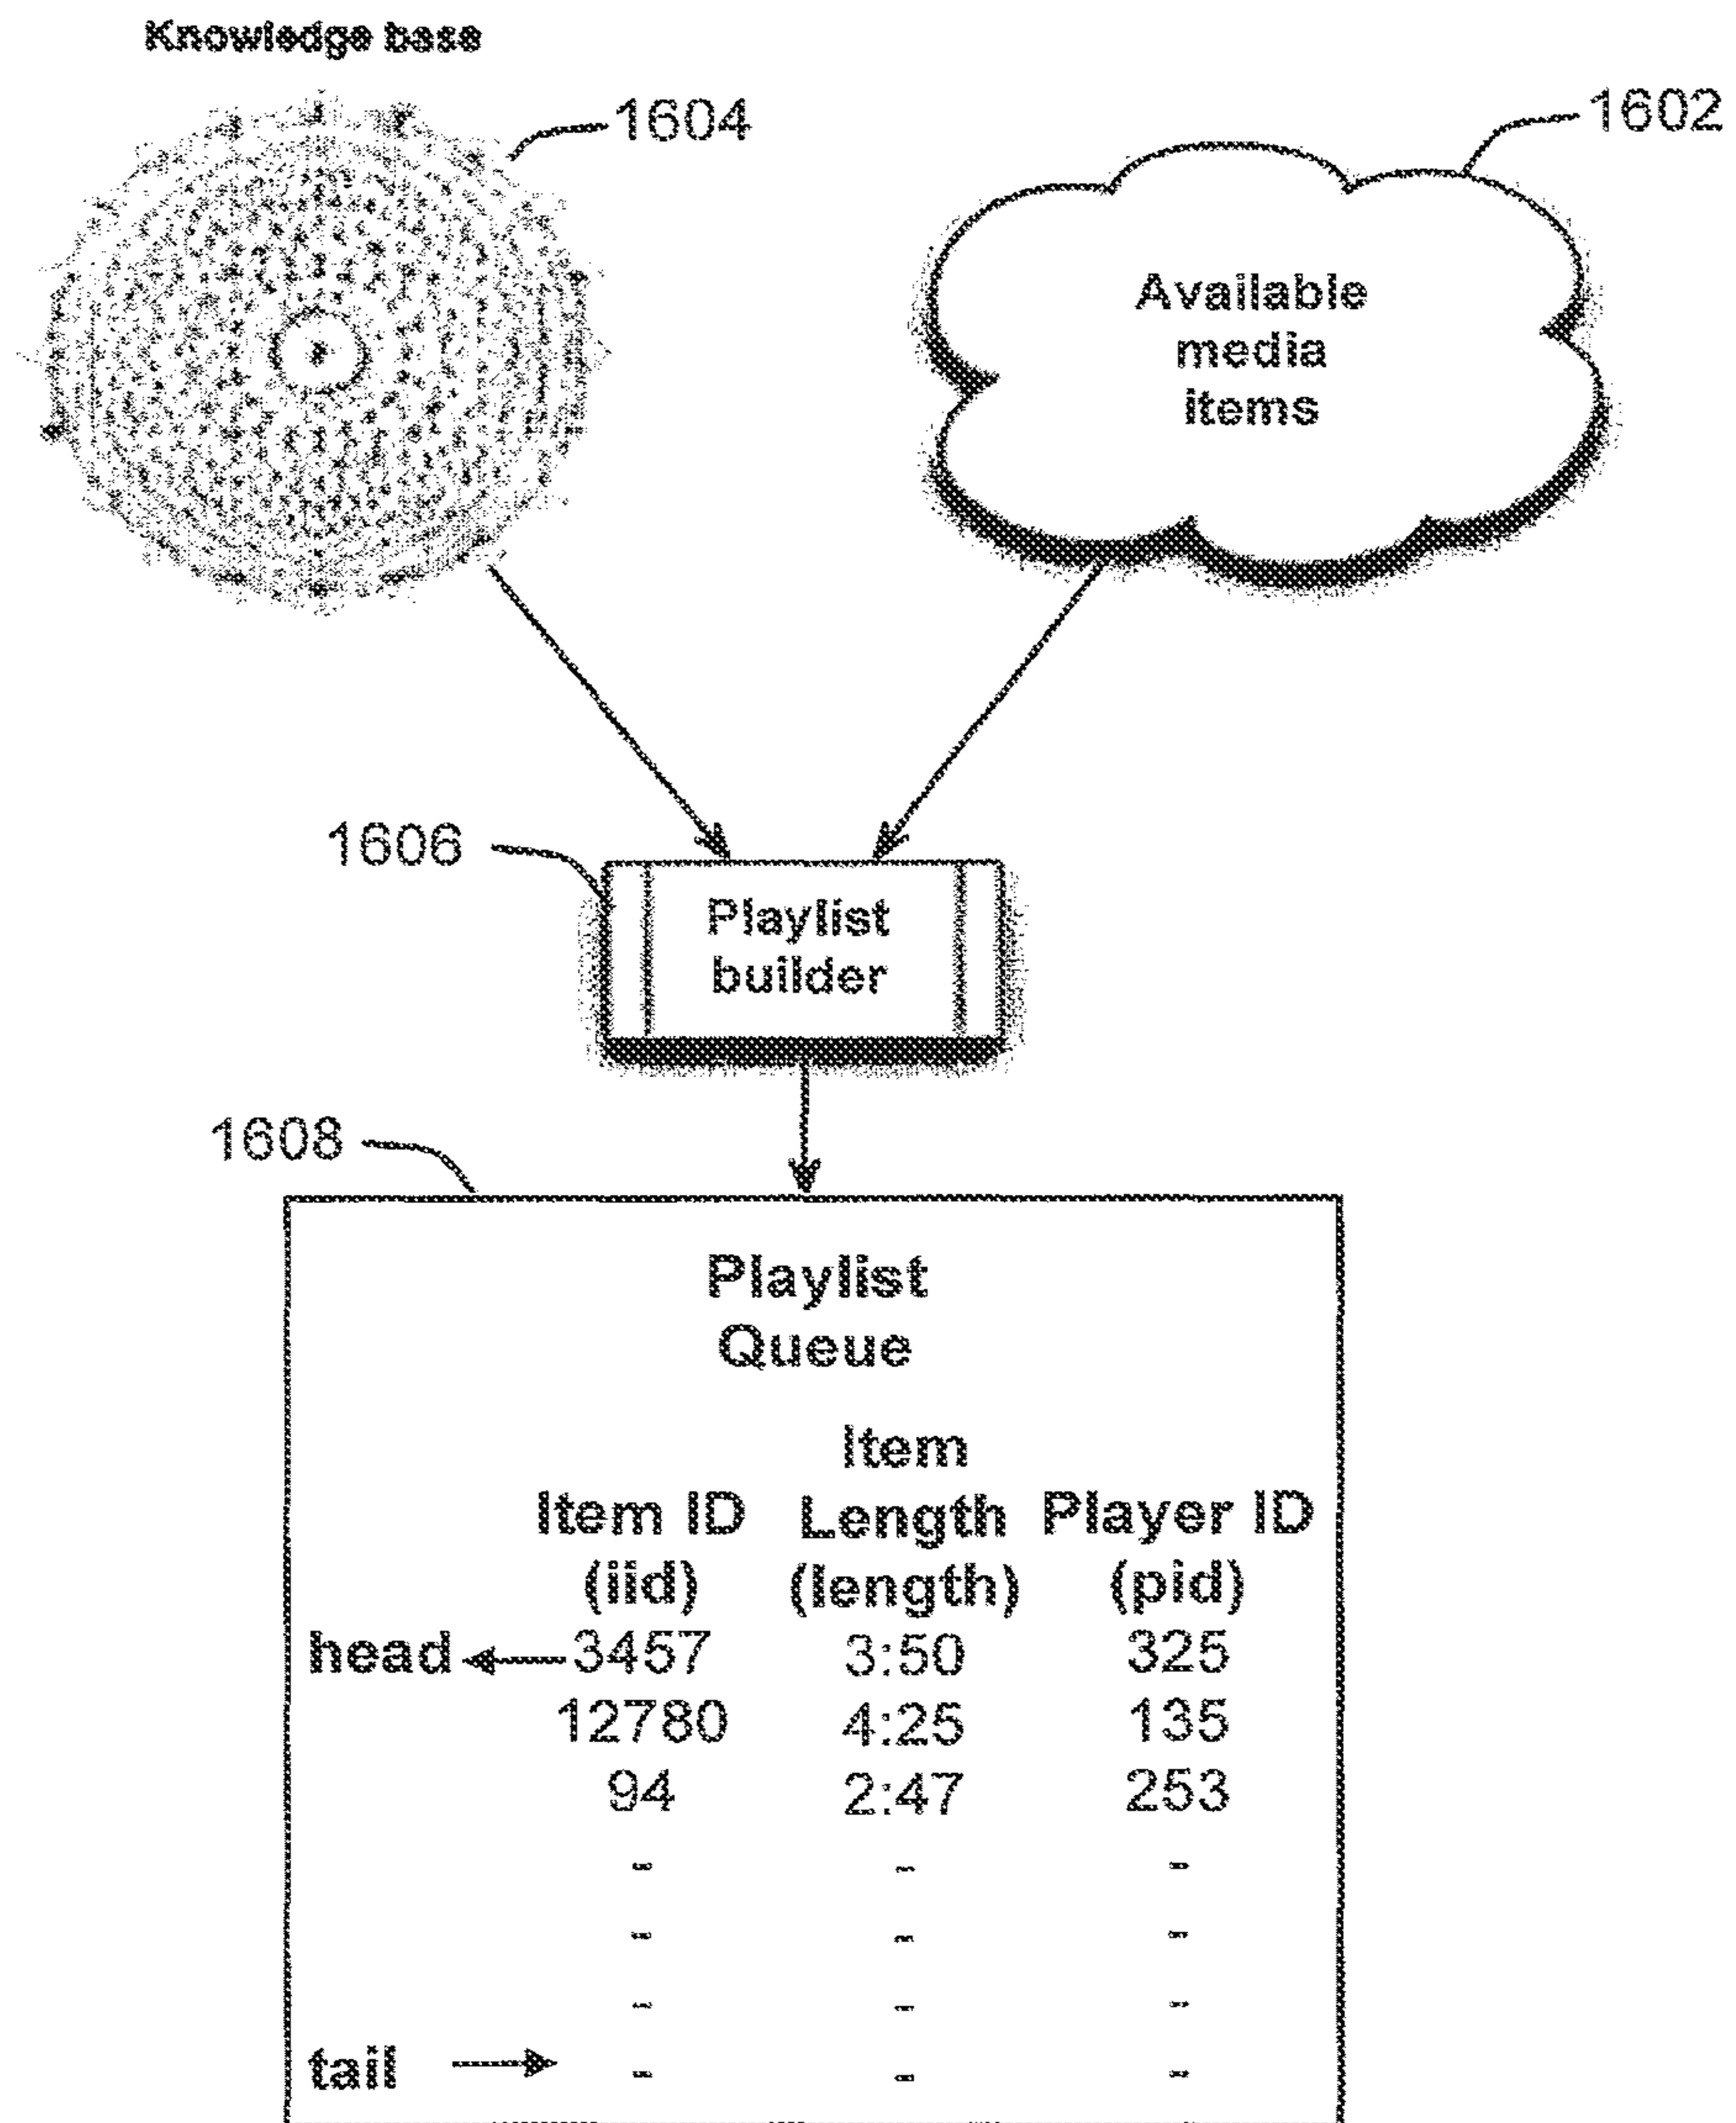 Knowledge base
1604
1602
Available
media
items
1606
Playlist
builder
1608
Playlist
Queue
Item
Item ID Length Player ID
(iid) (length) (pid)
head 3457 3:50 325
12780 4:25 135
94 2:47 253
- - -
- - -
- - -
tail - - -